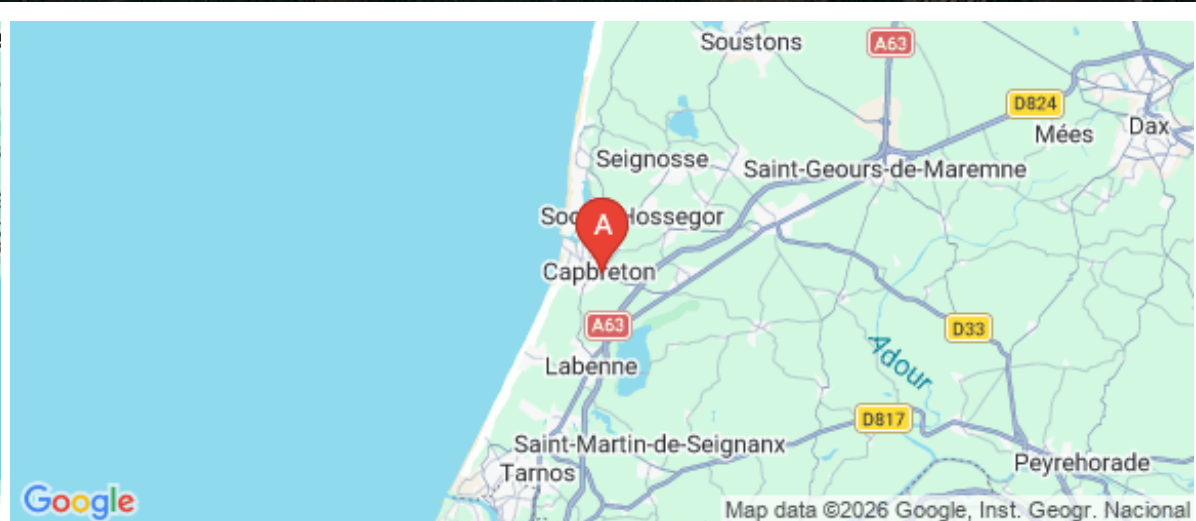 Soustons
A63
D824
Mées
Dax
Seignosse
Saint-Geours-de-Maremne
Hossegor
A
Capbreton
A63
D33
Labenne
Adour
D817
Saint-Martin-de-Seignanx
Tarnos
Peyrehorade
Google
Map data ©2026 Google, Inst. Geogr. Nacional